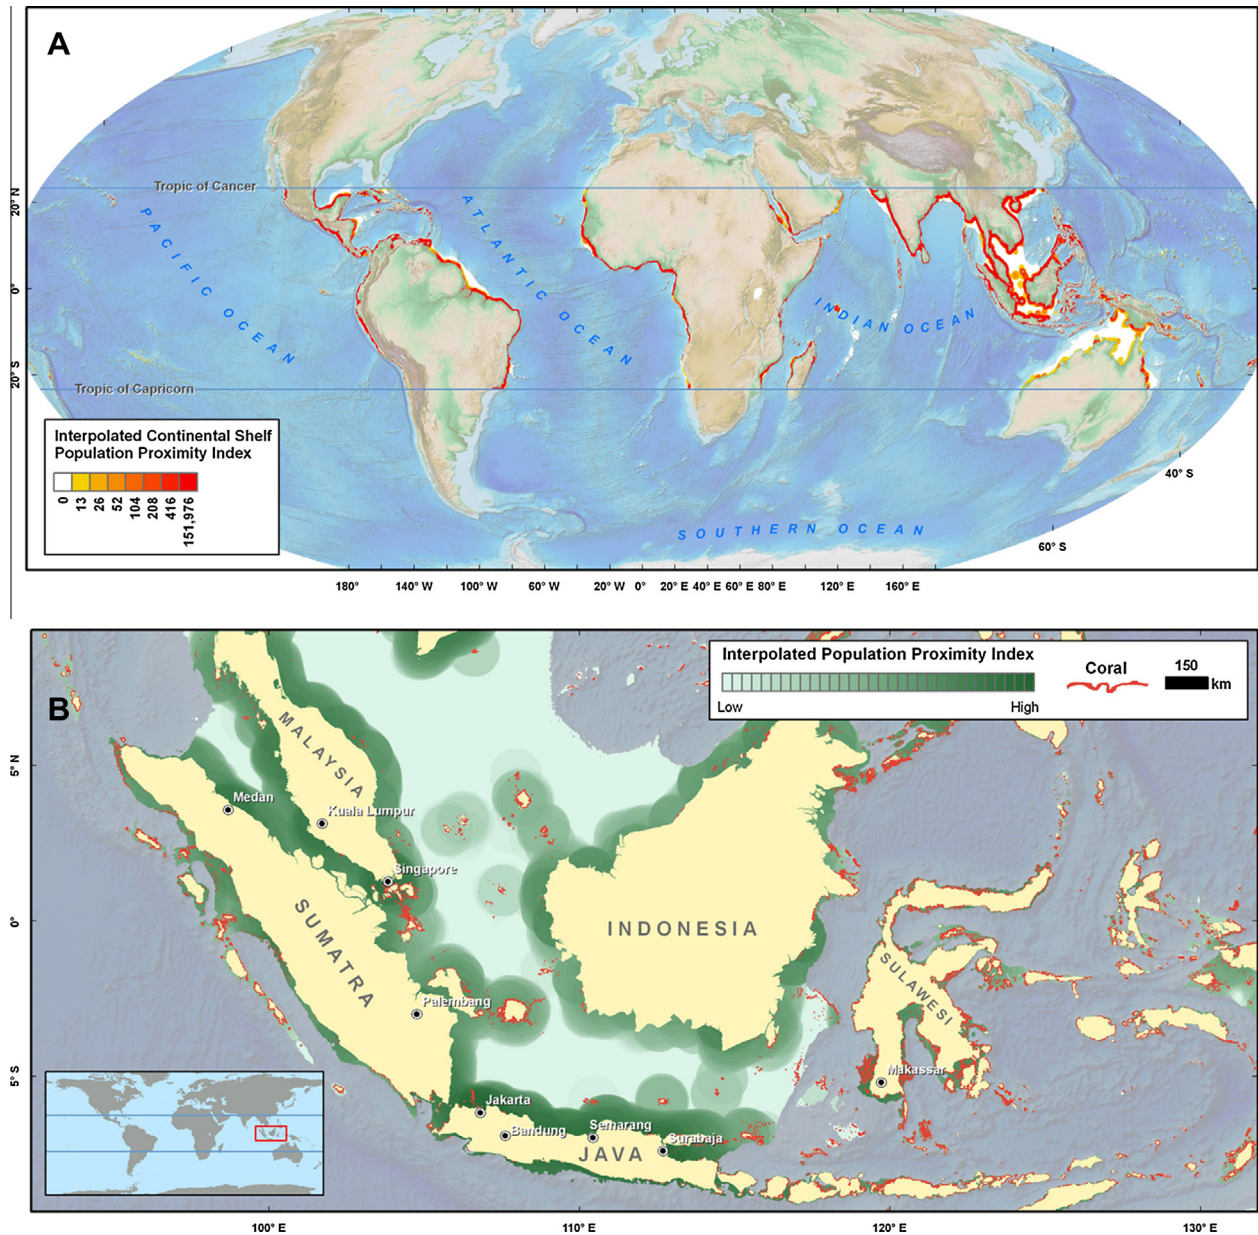 A
Tropic of Cancer
PACIFIC OCEAN
ATLANTIC OCEAN
INDIAN OCEAN
Tropic of Capricorn
SOUTHERN OCEAN
20° N
0°
20° S
40° S
60° S
Interpolated Continental Shelf
Population Proximity Index
0 13 26 52 104 208 416 151,976
180° 140° W 100° W 60° W 20° W 0° 20° E 40° E 60° E 80° E 120° E 160° E
B
Interpolated Population Proximity Index
Low High
Coral
150
km
5° N
0°
5° S
MALAYSIA
Medan
Kuala Lumpur
Singapore
SUMATRA
INDONESIA
SULAWESI
Palembang
Makassar
Jakarta
Bandung
Semarang
Surabaja
JAVA
100° E 110° E 120° E 130° E